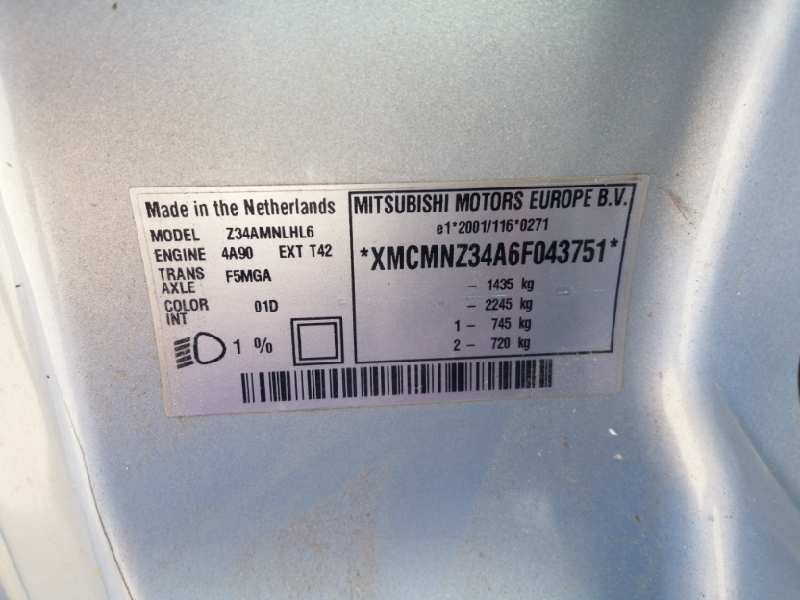 Made in the Netherlands
MODEL Z34AMNLHL6
ENGINE 4A90 EXT T42
TRANS AXLE F5MGA
COLOR INT 01D
1 %
MITSUBISHI MOTORS EUROPE B.V.
e1*2001/116*0271
*XMCMNZ34A6F043751*
- 1435 kg
- 2245 kg
1 - 745 kg
2 - 720 kg